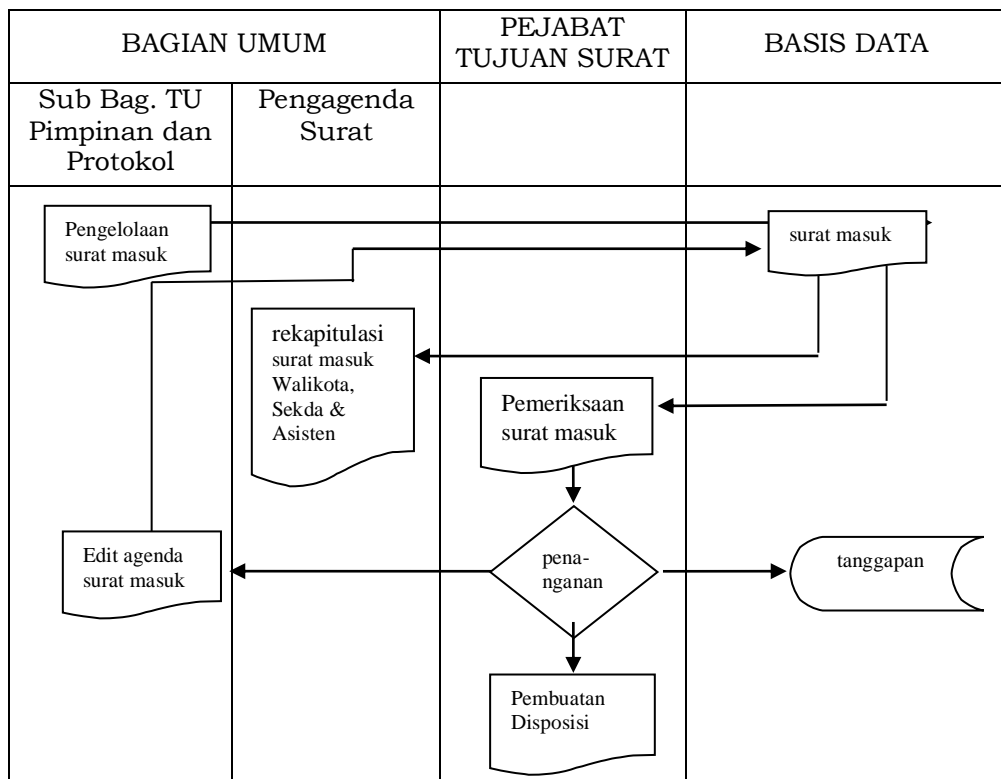 BAGIAN UMUM
PEJABAT
TUJUAN SURAT
BASIS DATA
Sub Bag. TU
Pimpinan dan
Protokol
Pengagenda
Surat
Pengelolaan
surat masuk
surat masuk
rekapitulasi
surat masuk
Walikota,
Sekda &
Asisten
Pemeriksaan
surat masuk
Edit agenda
surat masuk
pena-
nganan
tanggapan
Pembuatan
Disposisi